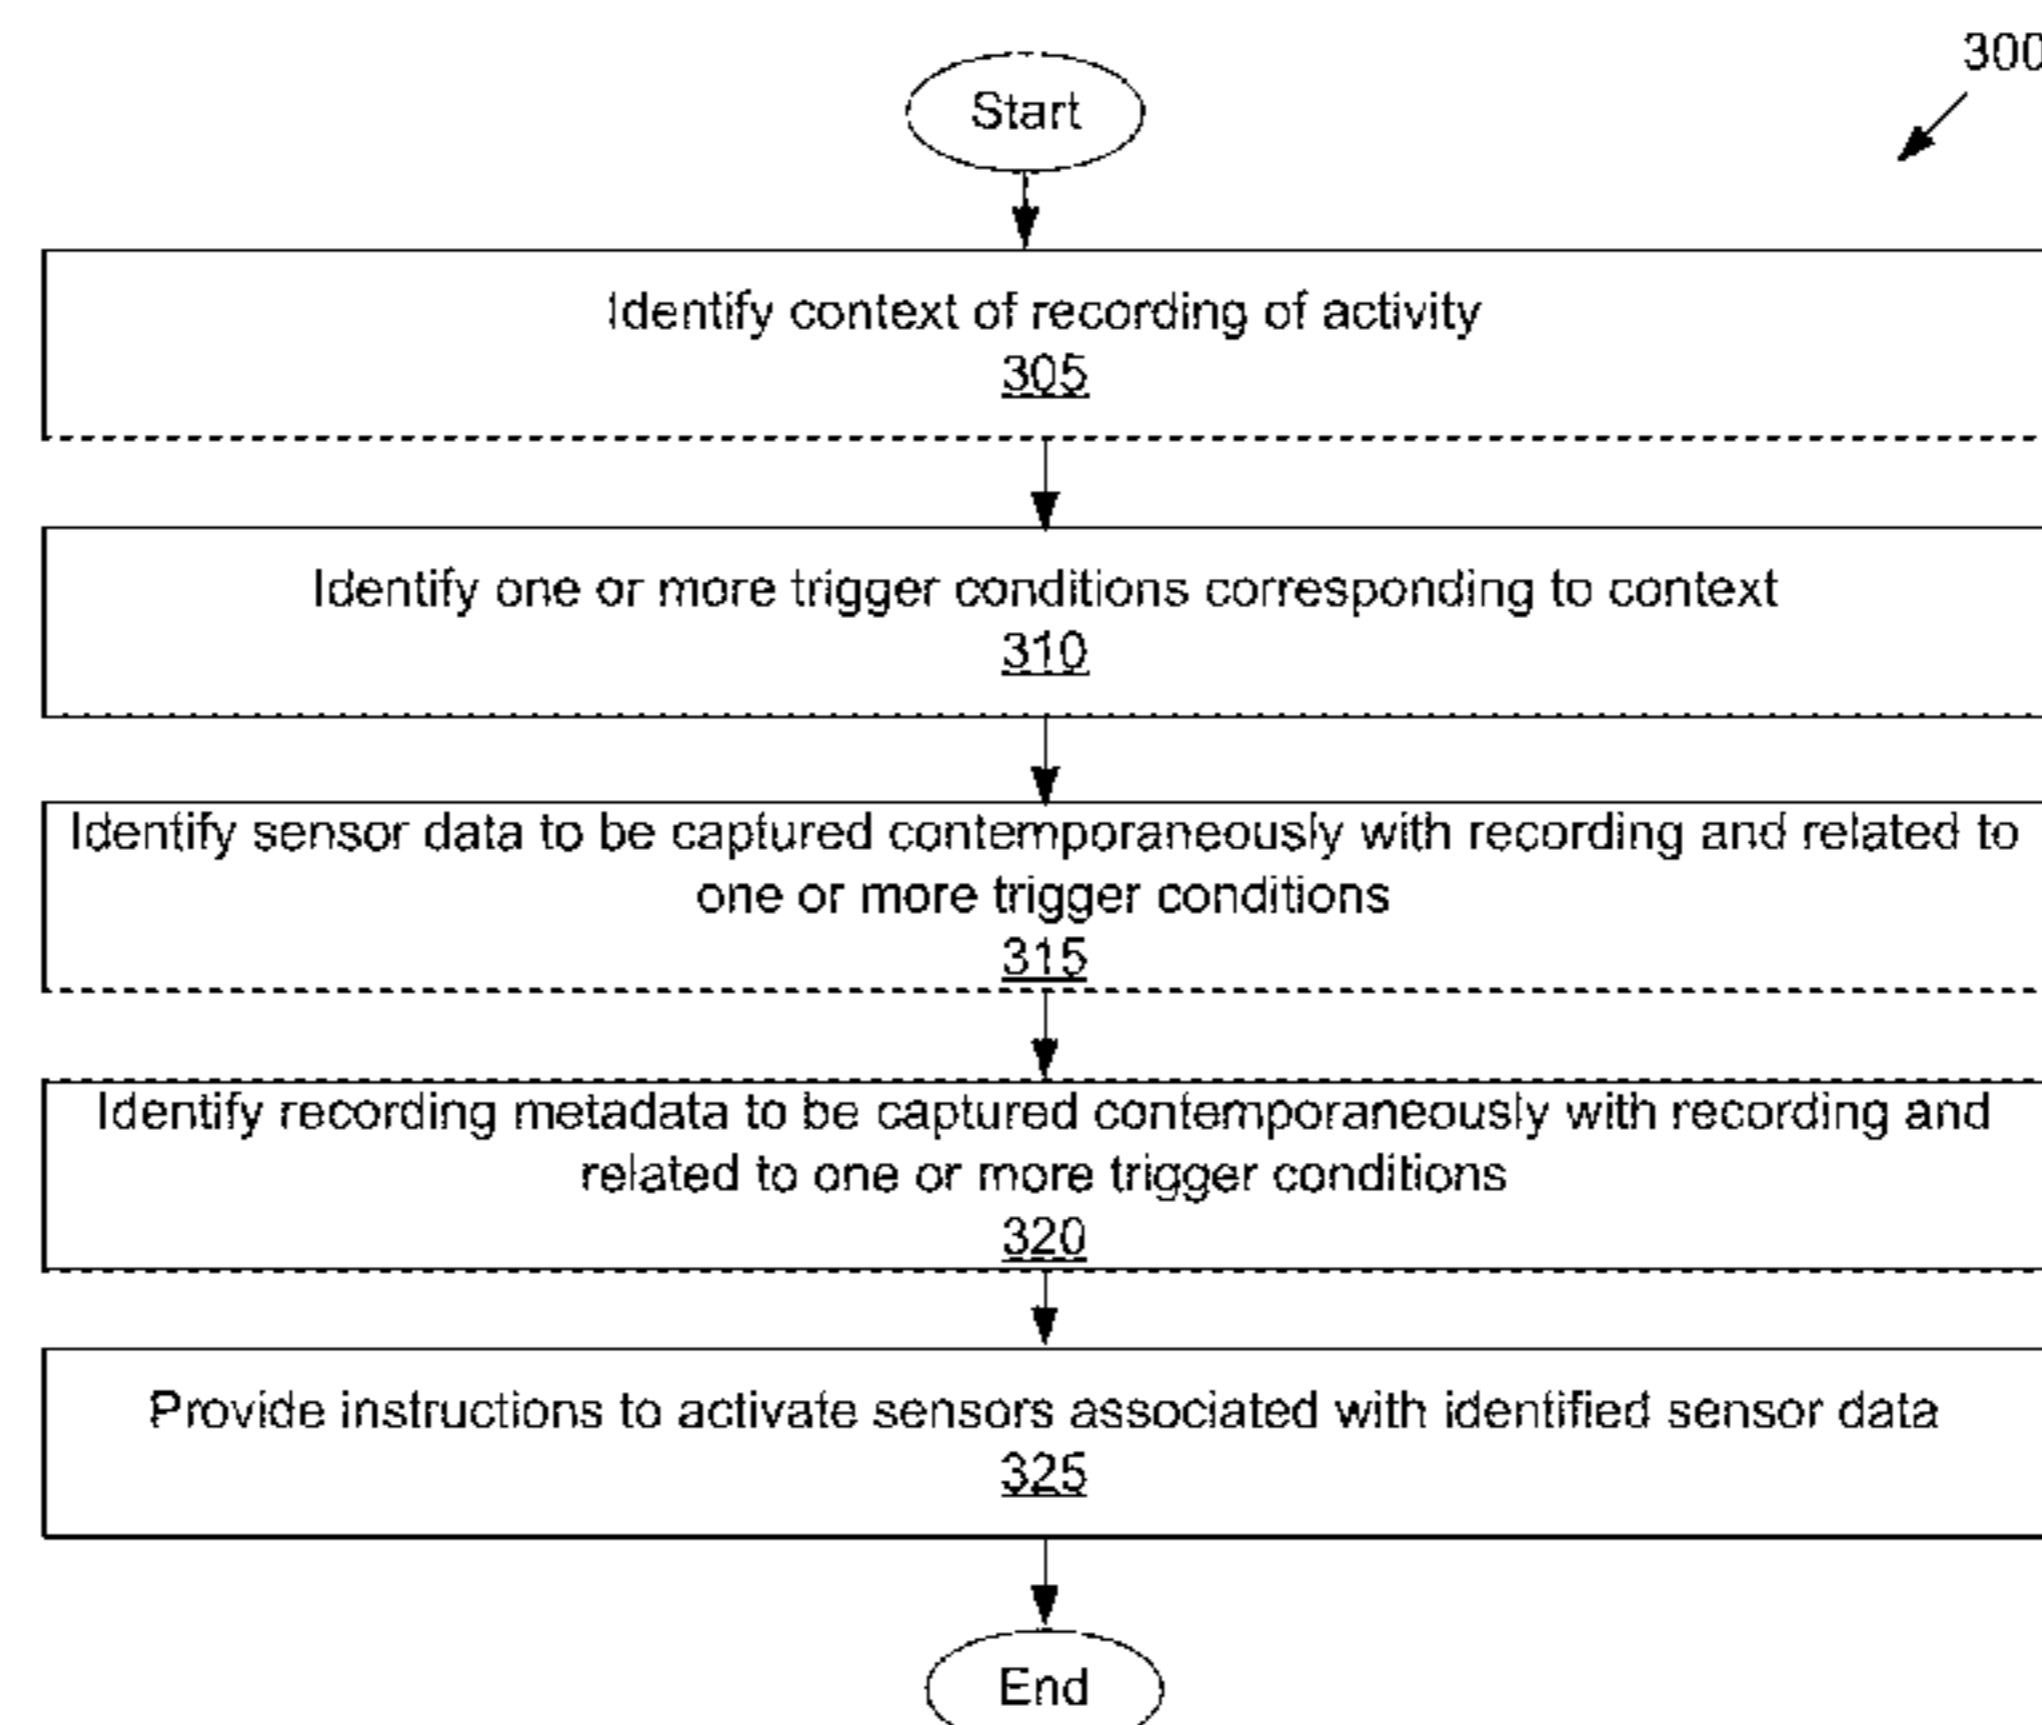 300
Start
Identify context of recording of activity
305
Identify one or more trigger conditions corresponding to context
310
Identify sensor data to be captured contemporaneously with recording and related to
one or more trigger conditions
315
Identify recording metadata to be captured contemporaneously with recording and
related to one or more trigger conditions
320
Provide instructions to activate sensors associated with identified sensor data
325
End